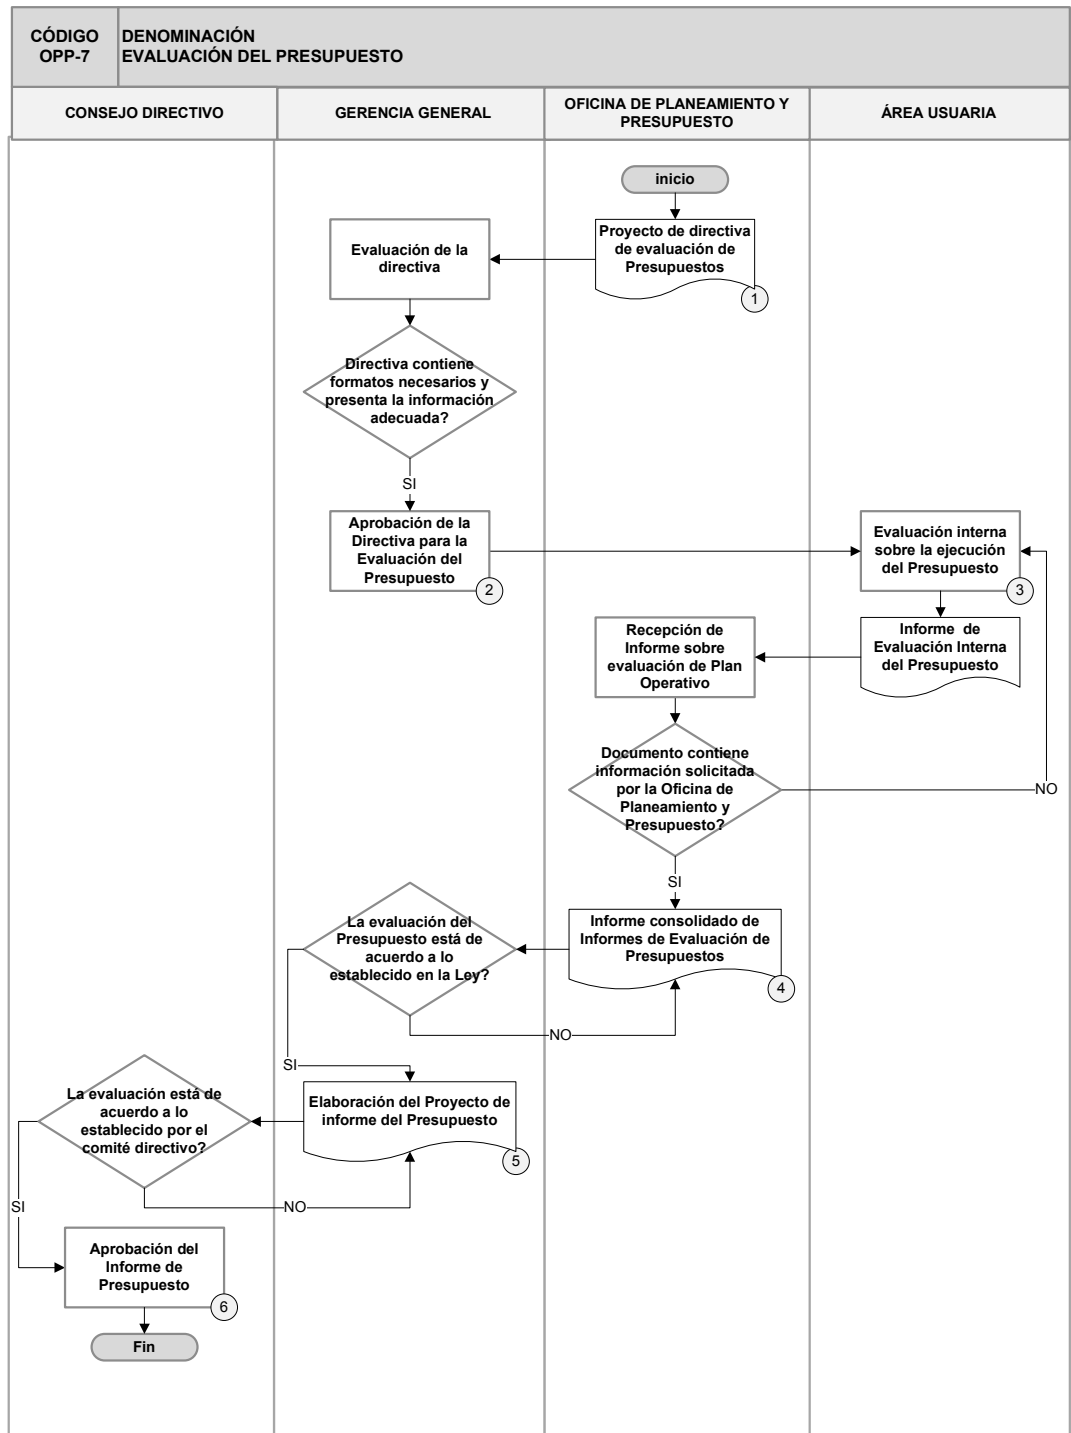 CÓDIGO
OPP-7
DENOMINACIÓN
EVALUACIÓN DEL PRESUPUESTO
CONSEJO DIRECTIVO
GERENCIA GENERAL
OFICINA DE PLANEAMIENTO Y
PRESUPUESTO
ÁREA USUARIA
inicio
Proyecto de directiva
de evaluación de
Presupuestos
1
Evaluación de la
directiva
Directiva contiene
formatos necesarios y
presenta la información
adecuada?
SI
Aprobación de la
Directiva para la
Evaluación del
Presupuesto
2
Evaluación interna
sobre la ejecución
del Presupuesto
3
Informe de
Evaluación Interna
del Presupuesto
Recepción de
Informe sobre
evaluación de Plan
Operativo
Documento contiene
información solicitada
por la Oficina de
Planeamiento y
Presupuesto?
NO
SI
Informe consolidado de
Informes de Evaluación de
Presupuestos
4
La evaluación del
Presupuesto está de
acuerdo a lo
establecido en la Ley?
NO
SI
Elaboración del Proyecto de
informe del Presupuesto
5
La evaluación está de
acuerdo a lo
establecido por el
comité directivo?
NO
SI
Aprobación del
Informe de
Presupuesto
6
Fin